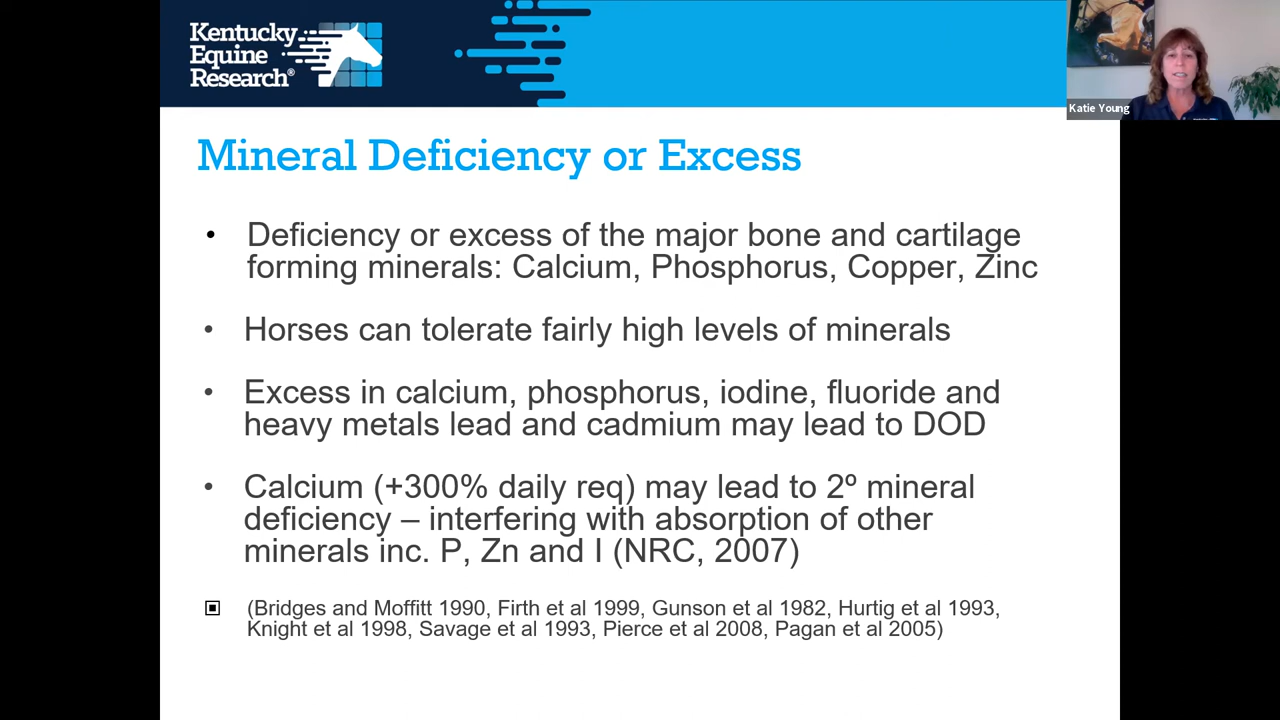 Kentucky
Equine
Research®
Katie Young
Mineral Deficiency or Excess
• Deficiency or excess of the major bone and cartilage
forming minerals: Calcium, Phosphorus, Copper, Zinc
• Horses can tolerate fairly high levels of minerals
• Excess in calcium, phosphorus, iodine, fluoride and
heavy metals lead and cadmium may lead to DOD
• Calcium (+300% daily req) may lead to 2º mineral
deficiency – interfering with absorption of other
minerals inc. P, Zn and I (NRC, 2007)
(Bridges and Moffitt 1990, Firth et al 1999, Gunson et al 1982, Hurtig et al 1993,
Knight et al 1998, Savage et al 1993, Pierce et al 2008, Pagan et al 2005)